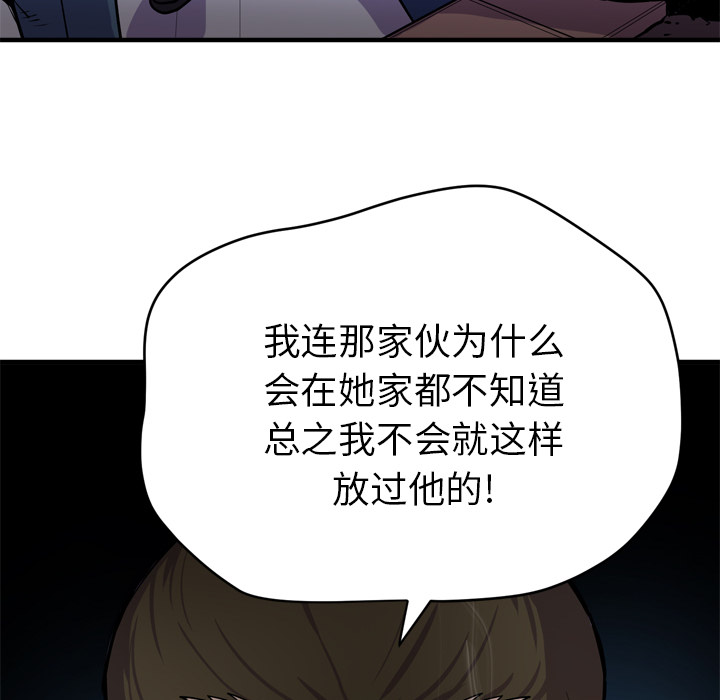 我连那家伙为什么
会在她家都不知道
总之我不会就这样
放过他的!